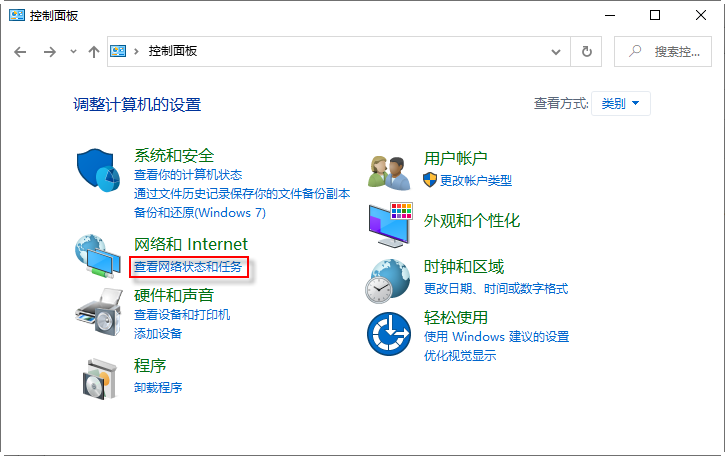 控制面板
控制面板
搜索控...
调整计算机的设置
查看方式: 类别
系统和安全
查看你的计算机状态
通过文件历史记录保存你的文件备份副本
备份和还原(Windows 7)
网络和 Internet
查看网络状态和任务
硬件和声音
查看设备和打印机
添加设备
程序
卸载程序
用户帐户
更改帐户类型
外观和个性化
时钟和区域
更改日期、时间或数字格式
轻松使用
使用 Windows 建议的设置
优化视觉显示